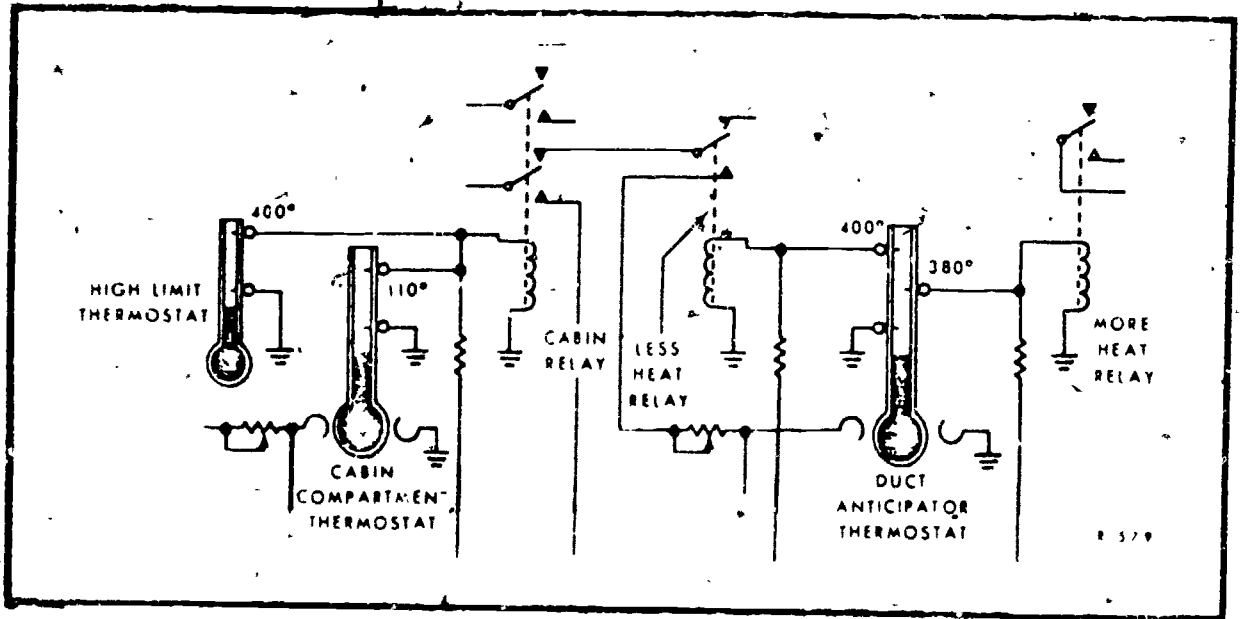 400°
400°
380°
110°
HIGH LIMIT
THERMOSTAT
CABIN
RELAY
LESS
HEAT
RELAY
MORE
HEAT
RELAY
CABIN
COMPARTMENT
THERMOSTAT
DUCT
ANTICIPATOR
THERMOSTAT
R 579